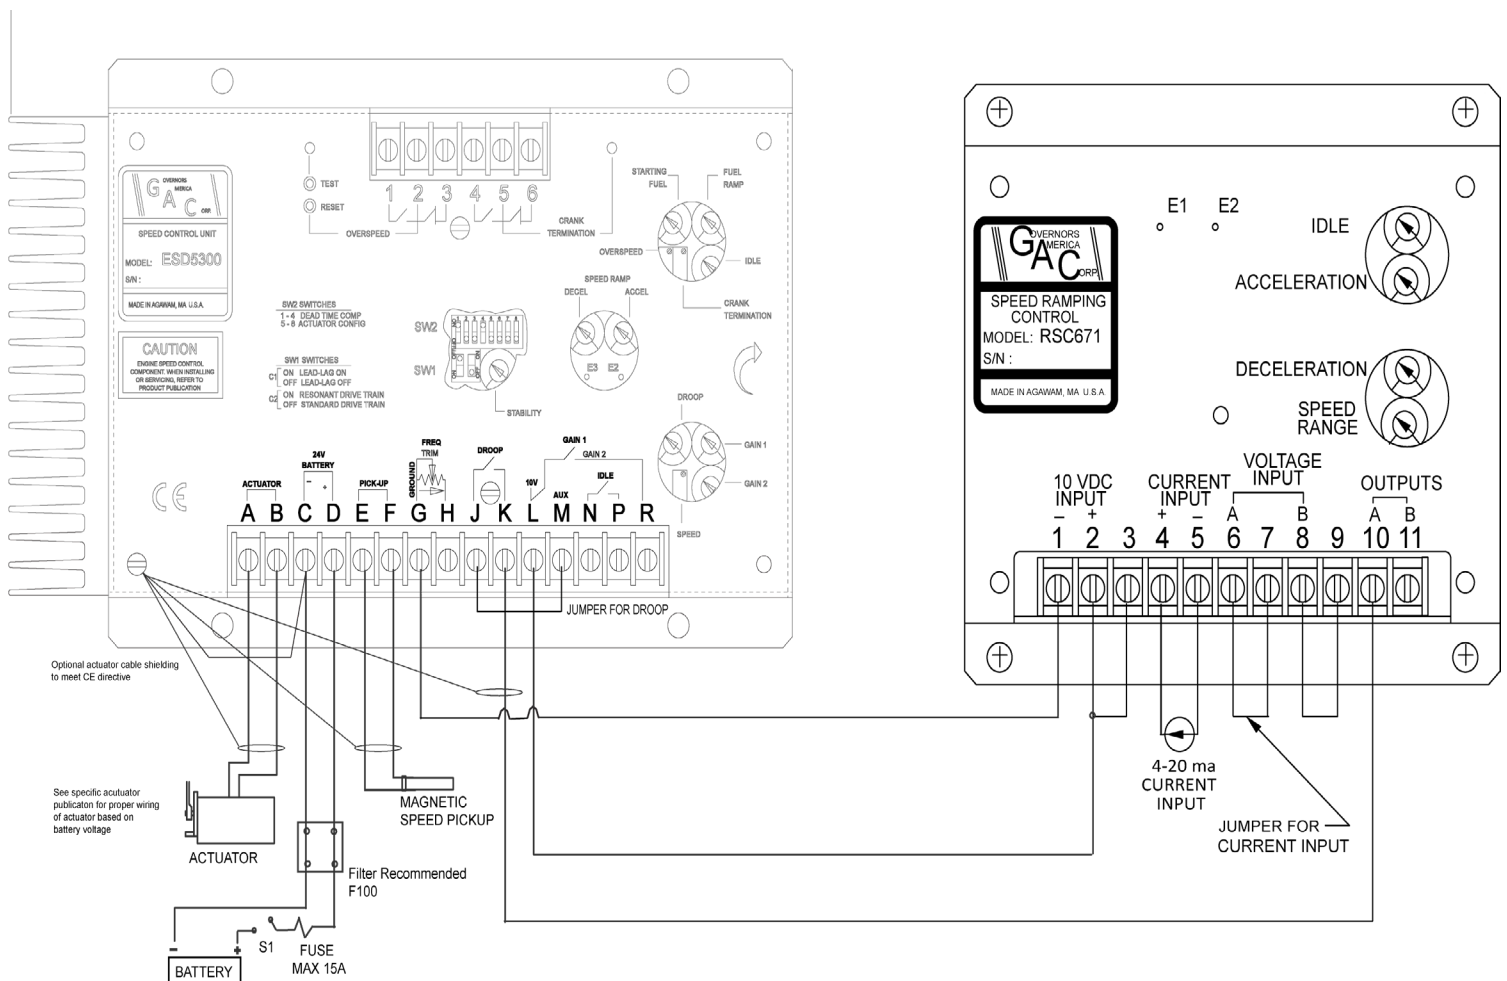 GOVERNORS
AMERICA
CORP.
SPEED CONTROL UNIT
MODEL: ESD5300
S/N :
MADE IN AGAWAM, MA U.S.A.
CAUTION
ENGINE SPEED CONTROL
COMPONENT. WHEN INSTALLING
OR SERVICING, REFER TO
PRODUCT PUBLICATION
TEST
RESET
1 2 3 4 5 6
OVERSPEED
CRANK
TERMINATION
STARTING
FUEL
FUEL
RAMP
OVERSPEED
IDLE
CRANK
TERMINATION
SPEED RAMP
DECEL
ACCEL
E3 E2
SW2 SWITCHES
1 - 4 DEAD TIME COMP
5 - 8 ACTUATOR CONFIG
SW1 SWITCHES
C1
ON LEAD-LAG ON
OFF LEAD-LAG OFF
C2
ON RESONANT DRIVE TRAIN
OFF STANDARD DRIVE TRAIN
SW2
SW1
STABILITY
DROOP
GAIN 1
GAIN 2
SPEED
ACTUATOR
24V
BATTERY
- +
PICK-UP
GROUND
FREQ
TRIM
DROOP
10V
GAIN 1
GAIN 2
AUX
IDLE
A B C D E F G H J K L M N P R
CE
JUMPER FOR DROOP
Optional actuator cable shielding
to meet CE directive
See specific acutuator
publicaton for proper wiring
of actuator based on
battery voltage
ACTUATOR
MAGNETIC
SPEED PICKUP
Filter Recommended
F100
S1
FUSE
MAX 15A
- +
BATTERY
E1 E2
GOVERNORS
AMERICA
CORP.
SPEED RAMPING
CONTROL
MODEL: RSC671
S/N :
MADE IN AGAWAM, MA U.S.A
IDLE
ACCELERATION
DECELERATION
SPEED
RANGE
10 VDC
INPUT
- +
CURRENT
INPUT
+ -
VOLTAGE
INPUT
A B
OUTPUTS
A B
1 2 3 4 5 6 7 8 9 10 11
4-20 ma
CURRENT
INPUT
JUMPER FOR
CURRENT INPUT